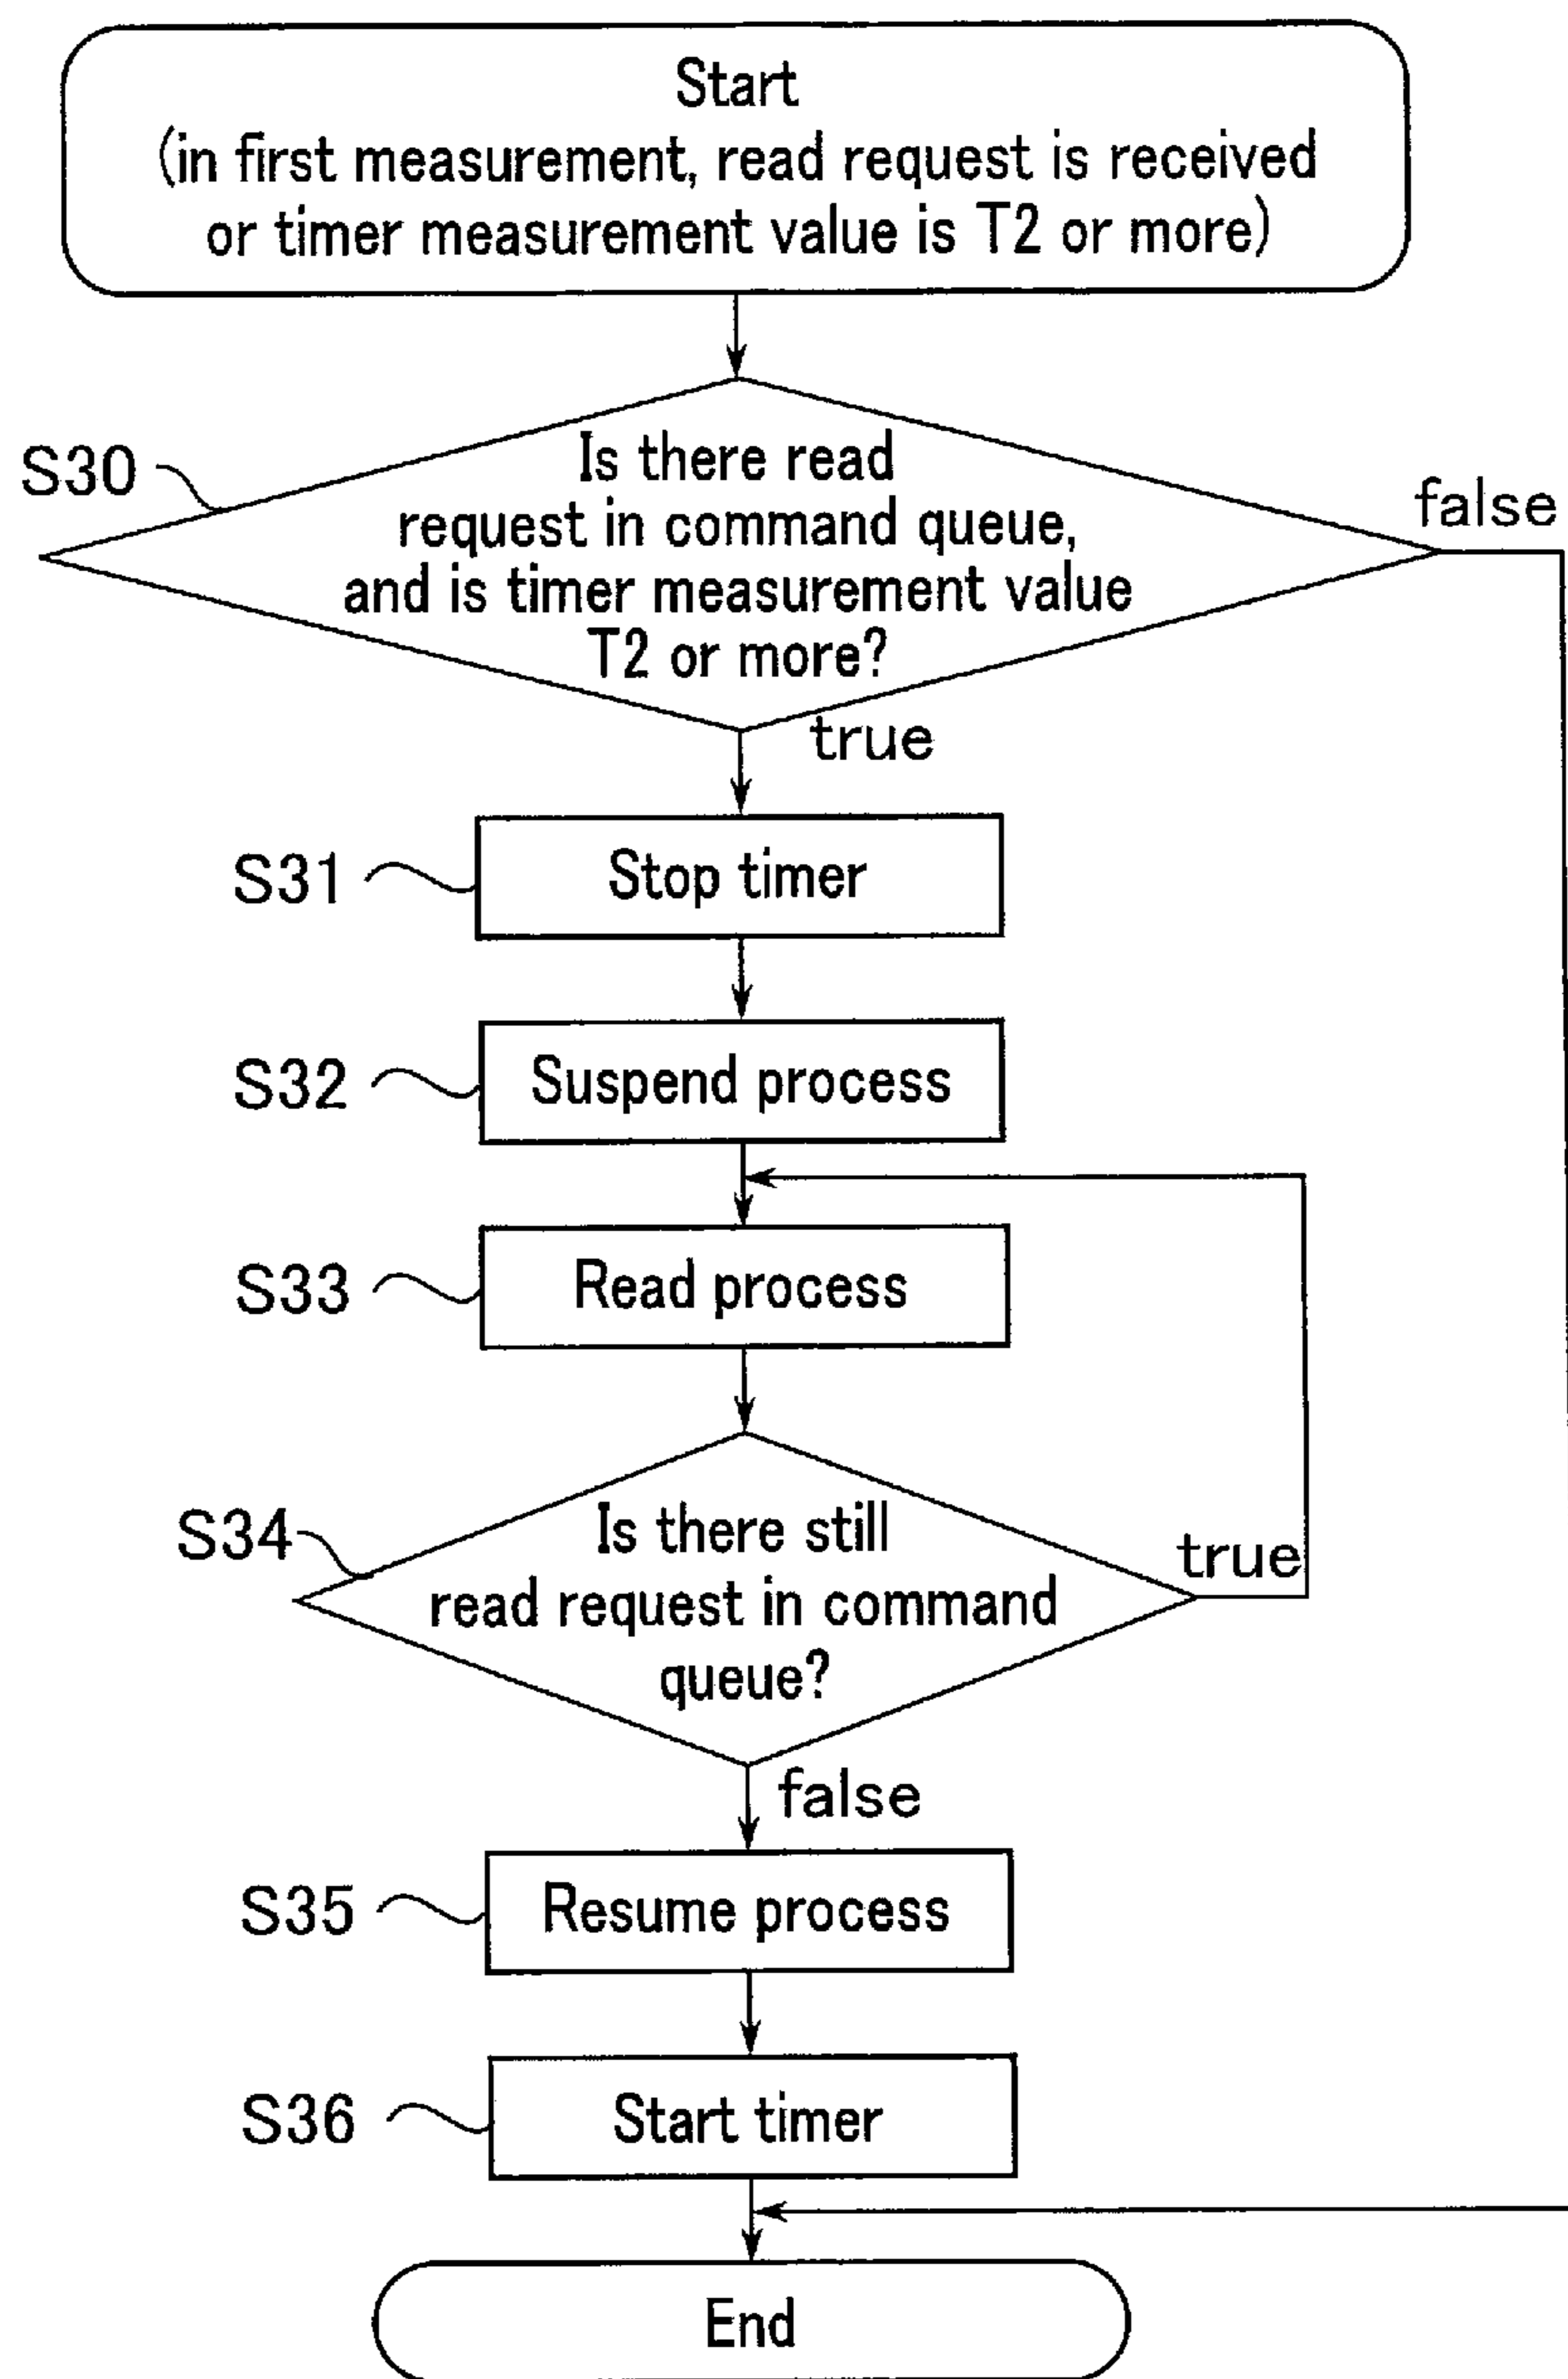 Start
(in first measurement, read request is received
or timer measurement value is T2 or more)
S30
Is there read
request in command queue,
and is timer measurement value
T2 or more?
false
true
S31
Stop timer
S32
Suspend process
S33
Read process
S34
Is there still
read request in command
queue?
true
false
S35
Resume process
S36
Start timer
End